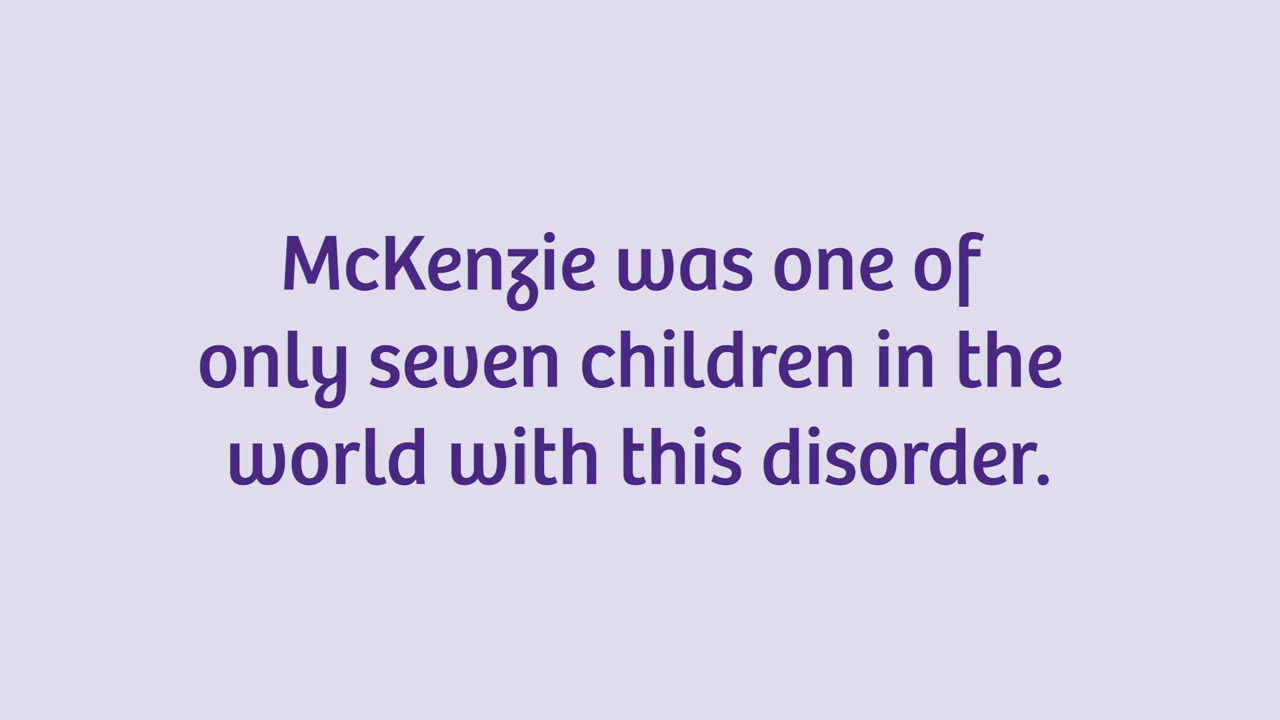 McKenzie was one of
only seven children in the
world with this disorder.